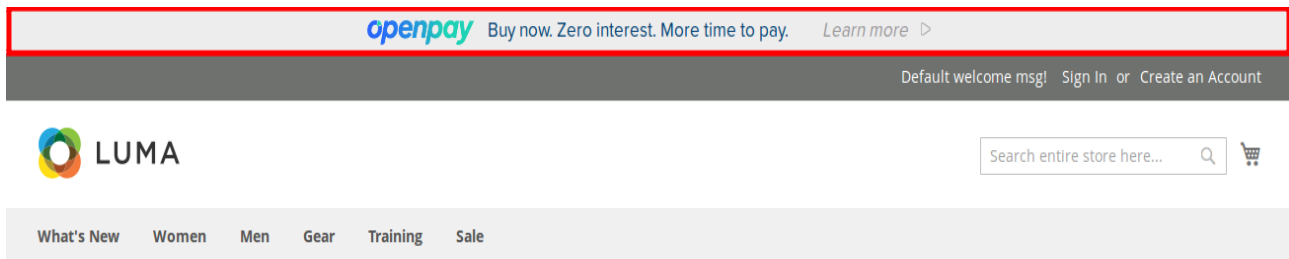 openpay Buy now. Zero interest. More time to pay. Learn more
Default welcome msg! Sign In or Create an Account
LUMA
Search entire store here...
What's New Women Men Gear Training Sale